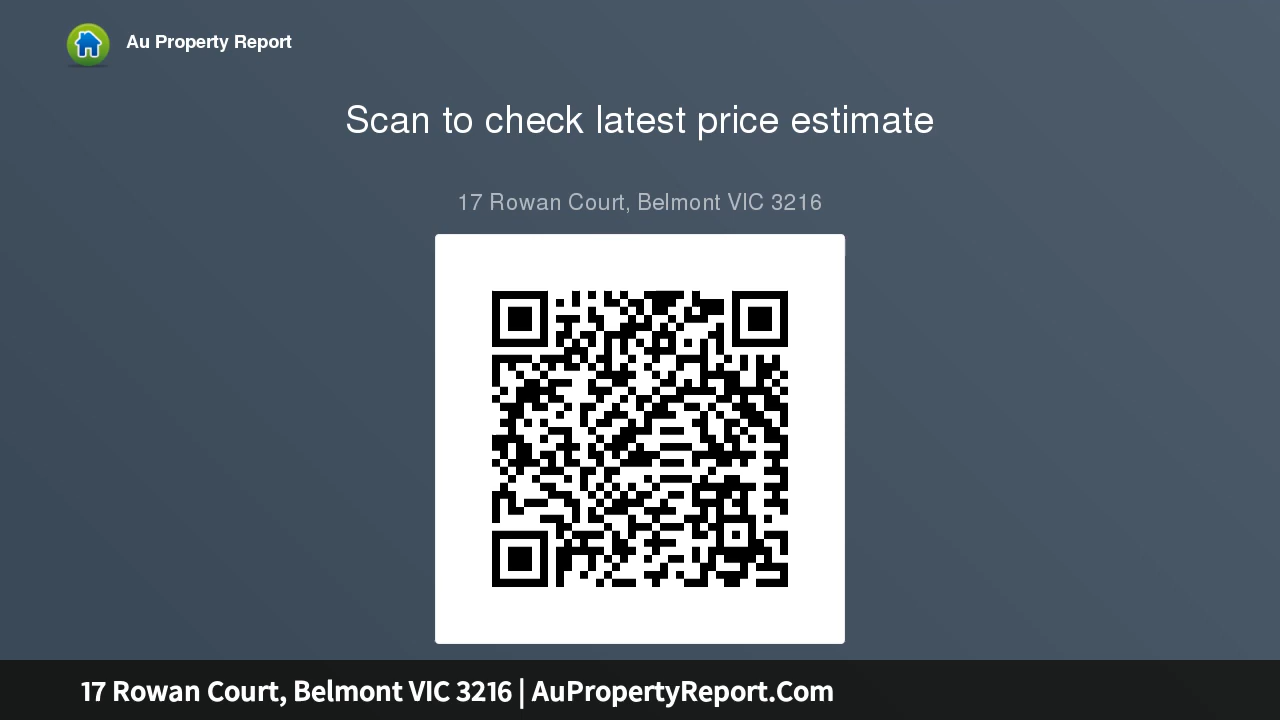 Au Property Report
Scan to check latest price estimate
17 Rowan Court, Belmont VIC 3216
17 Rowan Court, Belmont VIC 3216 | AuPropertyReport.Com